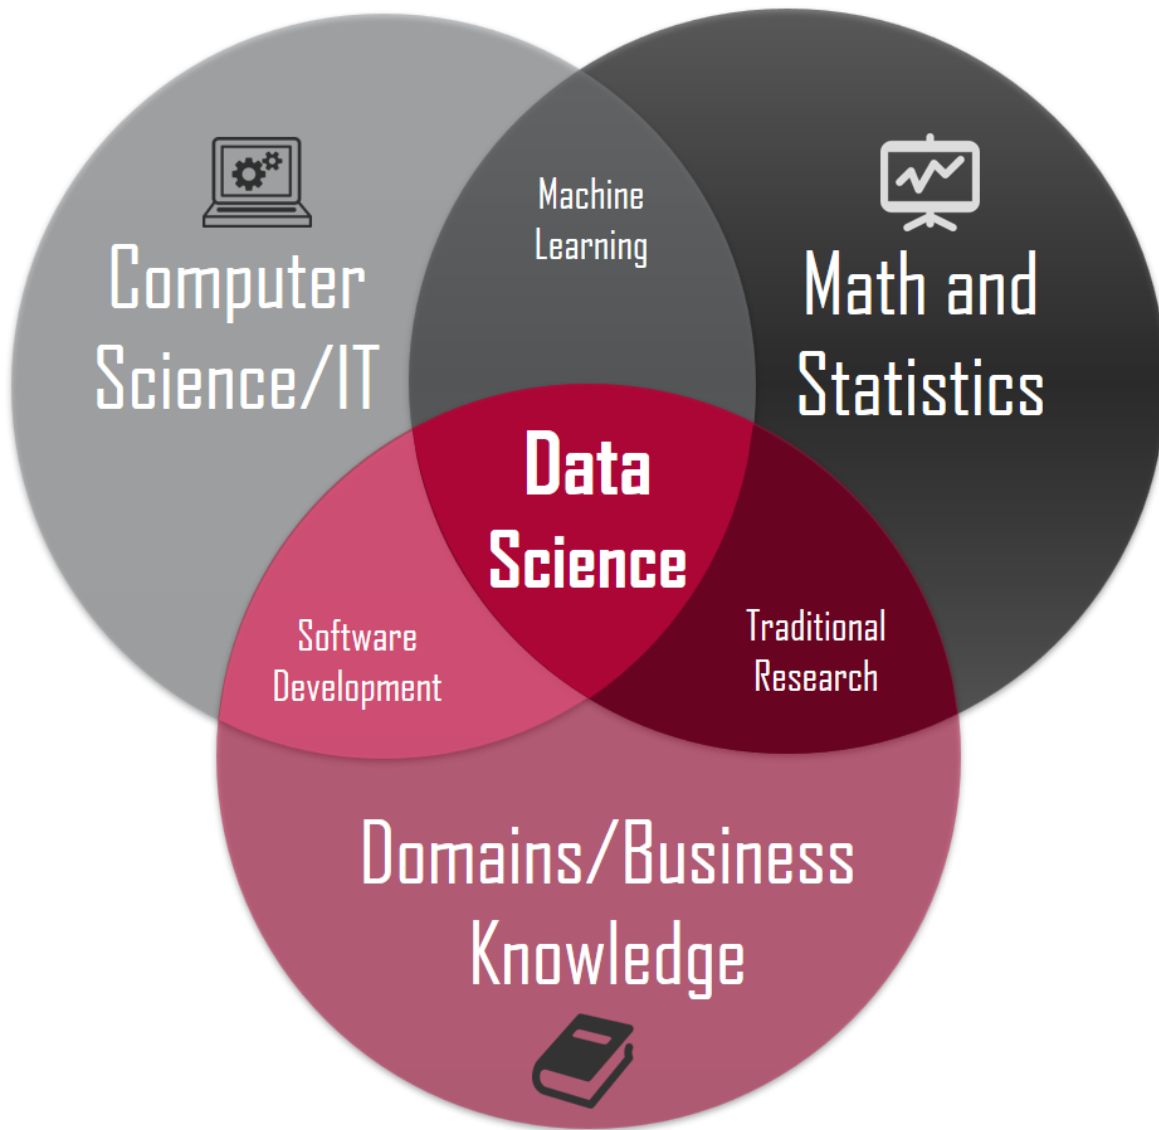 Machine
Learning
Computer
Science/IT
Math and
Statistics
Data
Science
Software
Development
Traditional
Research
Domains/Business
Knowledge